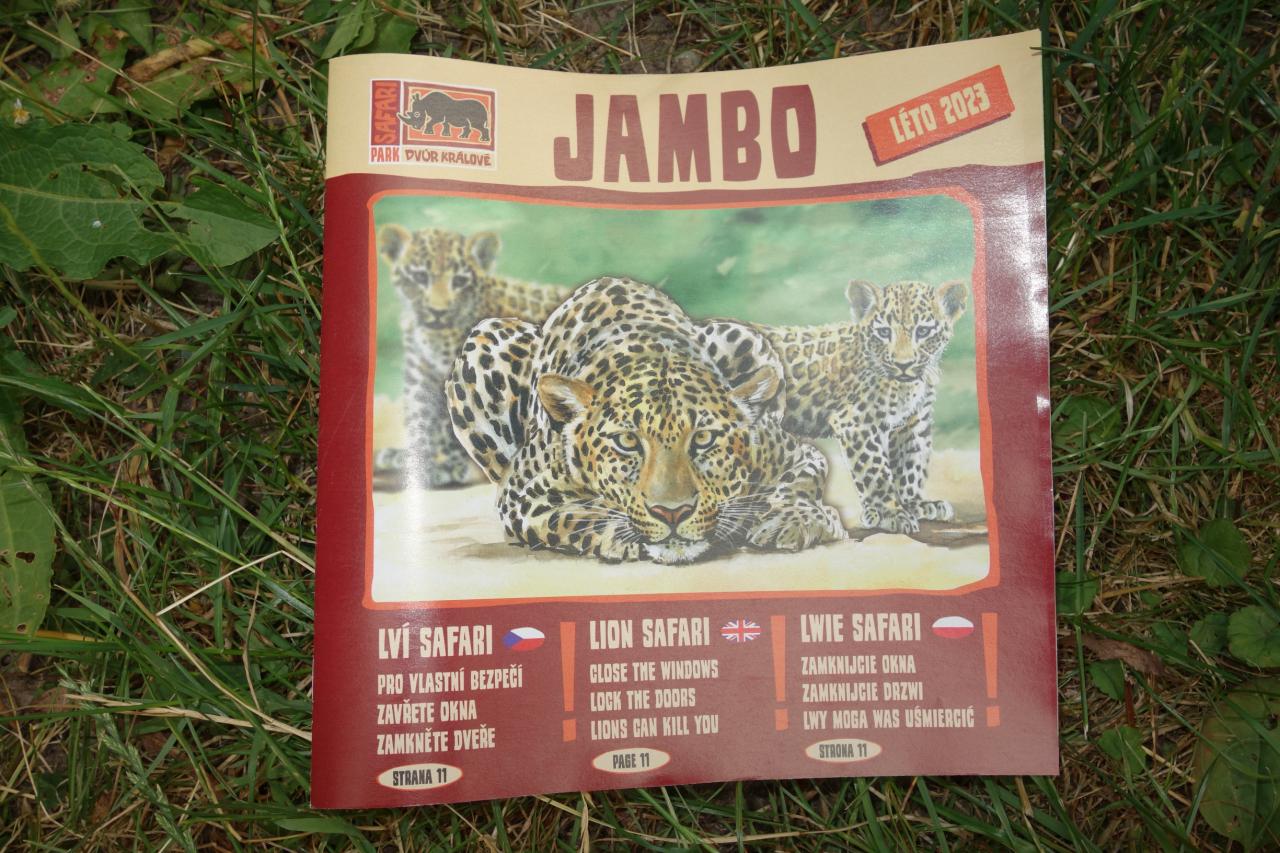 SAFARI
PARK DVŮR KRÁLOVÉ
JAMBO
LÉTO 2023
LVÍ SAFARI
PRO VLASTNÍ BEZPEČÍ
ZAVŘETE OKNA
ZAMKNĚTE DVEŘE
STRANA 11
!
LION SAFARI
CLOSE THE WINDOWS
LOCK THE DOORS
LIONS CAN KILL YOU
PAGE 11
!
LWIE SAFARI
ZAMKNIJCIE OKNA
ZAMKNIJCIE DRZWI
LWY MOGA WAS UŚMIERCIĆ
STRONA 11
!